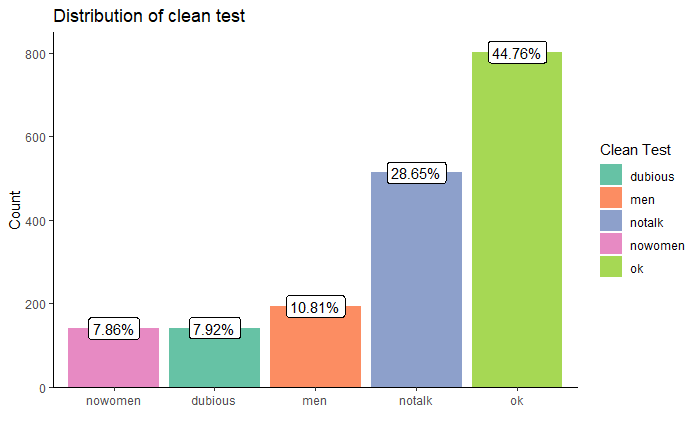 Distribution of clean test
Count
800
600
400
200
0
7.86%
7.92%
10.81%
28.65%
44.76%
nowomen
dubious
men
notalk
ok
Clean Test
dubious
men
notalk
nowomen
ok